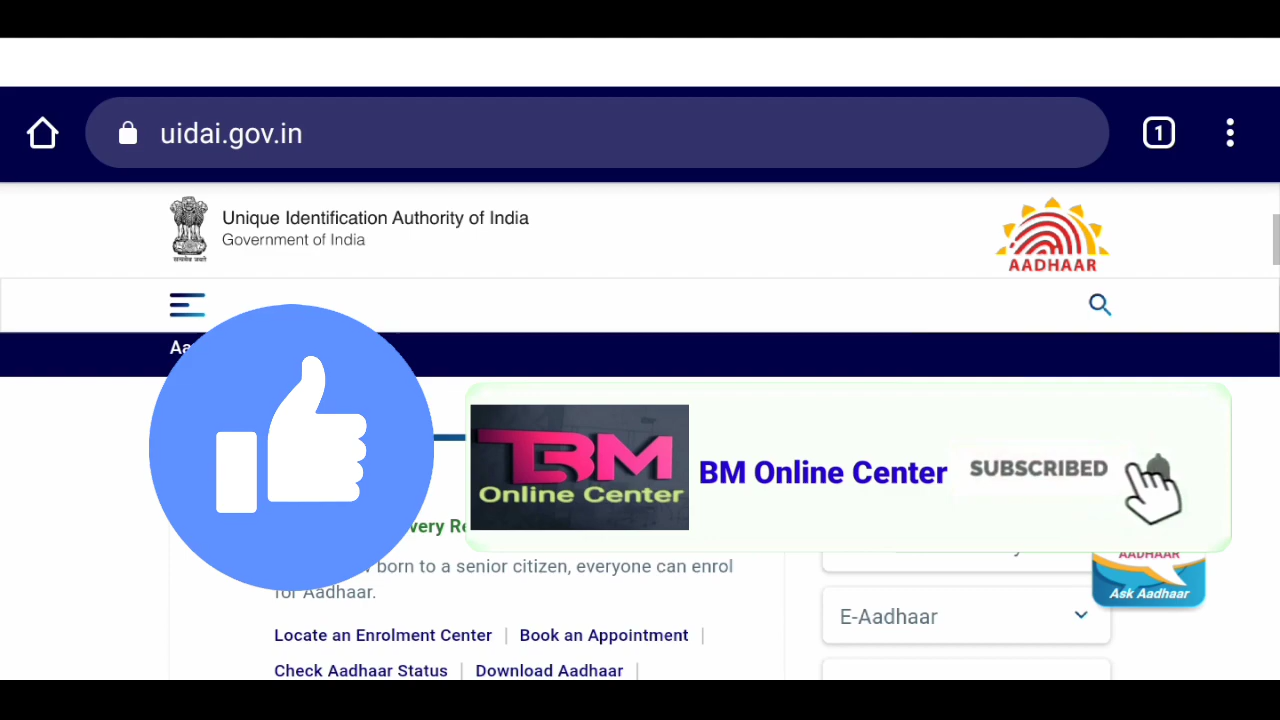 uidai.gov.in
1
Unique Identification Authority of India
Government of India
AADHAAR
BM
Online Center
BM Online Center
SUBSCRIBED
born to a senior citizen, everyone can enrol
for Aadhaar.
AADHAAR
Ask Aadhaar
E-Aadhaar
Locate an Enrolment Center | Book an Appointment |
Check Aadhaar Status | Download Aadhaar |